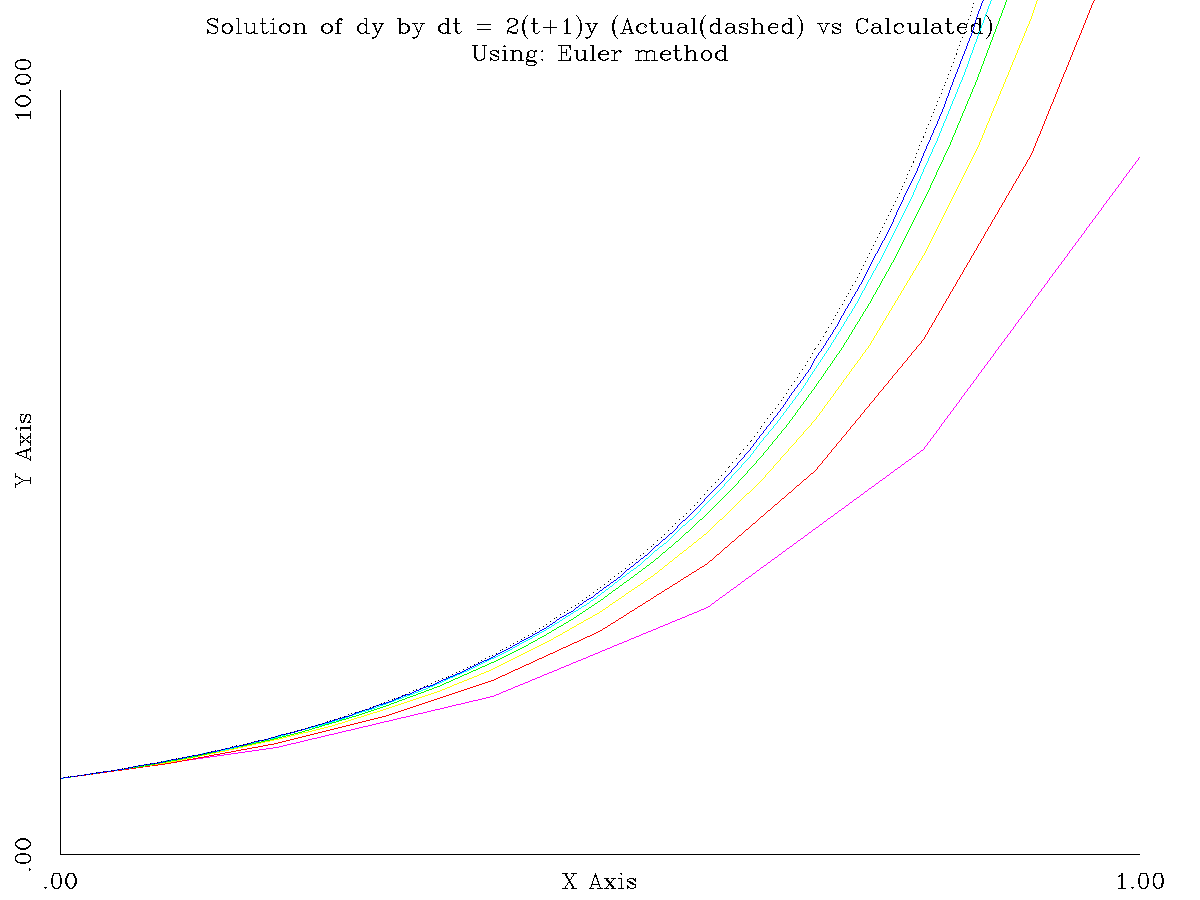 Solution of dy by dt = 2(t+1)y (Actual(dashed) vs Calculated)
Using: Euler method
10.00
Y Axis
.00
.00
X Axis
1.00